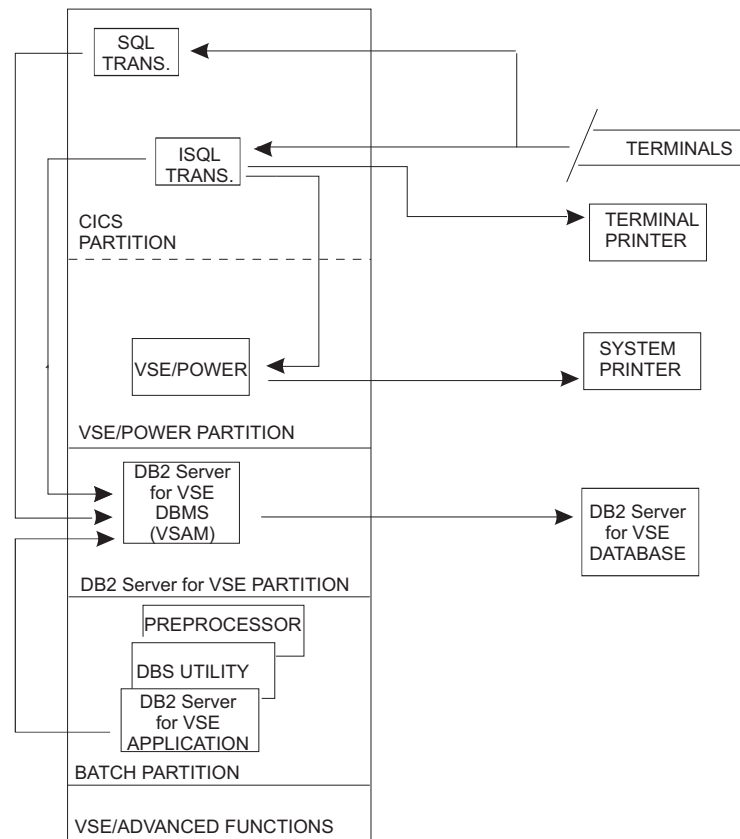 SQL
TRANS.
TERMINALS
ISQL
TRANS.
TERMINAL
PRINTER
CICS
PARTITION
VSE/POWER
SYSTEM
PRINTER
VSE/POWER PARTITION
DB2 Server
for VSE
DBMS
(VSAM)
DB2 Server
for VSE
DATABASE
DB2 Server for VSE PARTITION
PREPROCESSOR
DBS UTILITY
DB2 Server
for VSE
APPLICATION
BATCH PARTITION
VSE/ADVANCED FUNCTIONS